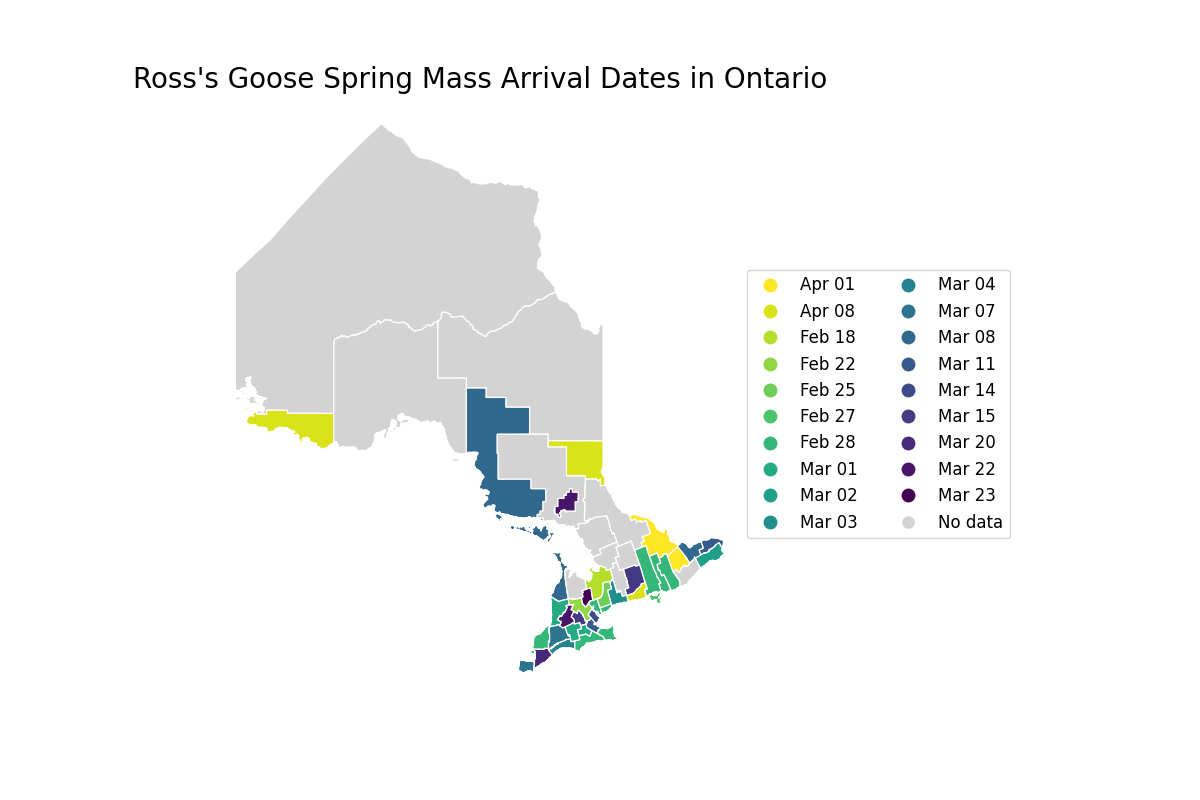 Ross's Goose Spring Mass Arrival Dates in Ontario
Apr 01
Apr 08
Feb 18
Feb 22
Feb 25
Feb 27
Feb 28
Mar 01
Mar 02
Mar 03
Mar 04
Mar 07
Mar 08
Mar 11
Mar 14
Mar 15
Mar 20
Mar 22
Mar 23
No data